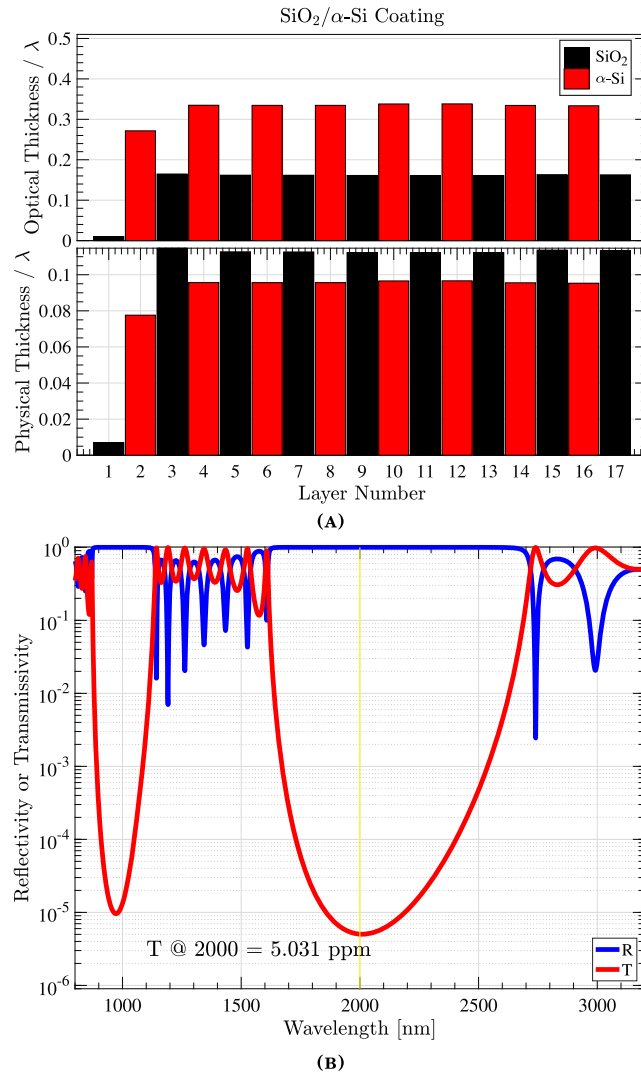 SiO₂/α-Si Coating
Optical Thickness / λ
0.5
0.4
0.3
0.2
0.1
0
SiO₂
α-Si
Physical Thickness / λ
0.1
0.08
0.06
0.04
0.02
0
1 2 3 4 5 6 7 8 9 10 11 12 13 14 15 16 17
Layer Number
(A)
Reflectivity or Transmissivity
10⁰
10⁻¹
10⁻²
10⁻³
10⁻⁴
10⁻⁵
10⁻⁶
T @ 2000 = 5.031 ppm
R
T
1000 1500 2000 2500 3000
Wavelength [nm]
(B)